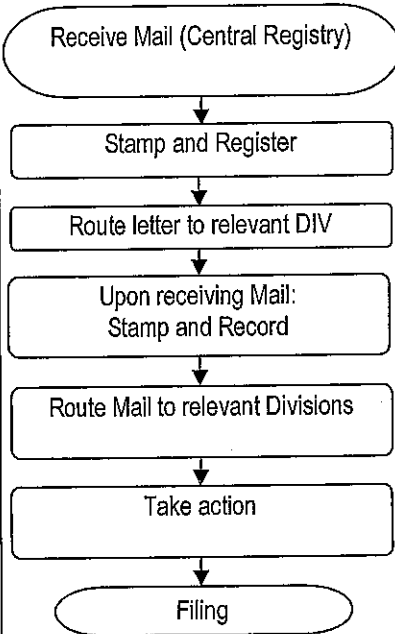 Receive Mail (Central Registry)
Stamp and Register
Route letter to relevant DIV
Upon receiving Mail:
Stamp and Record
Route Mail to relevant Divisions
Take action
Filing